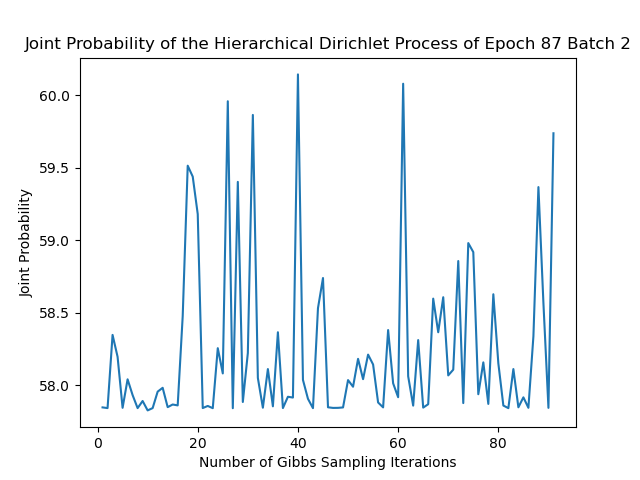 Joint Probability of the Hierarchical Dirichlet Process of Epoch 87 Batch 2
60.0
59.5
59.0
58.5
58.0
Joint Probability
0 20 40 60 80
Number of Gibbs Sampling Iterations